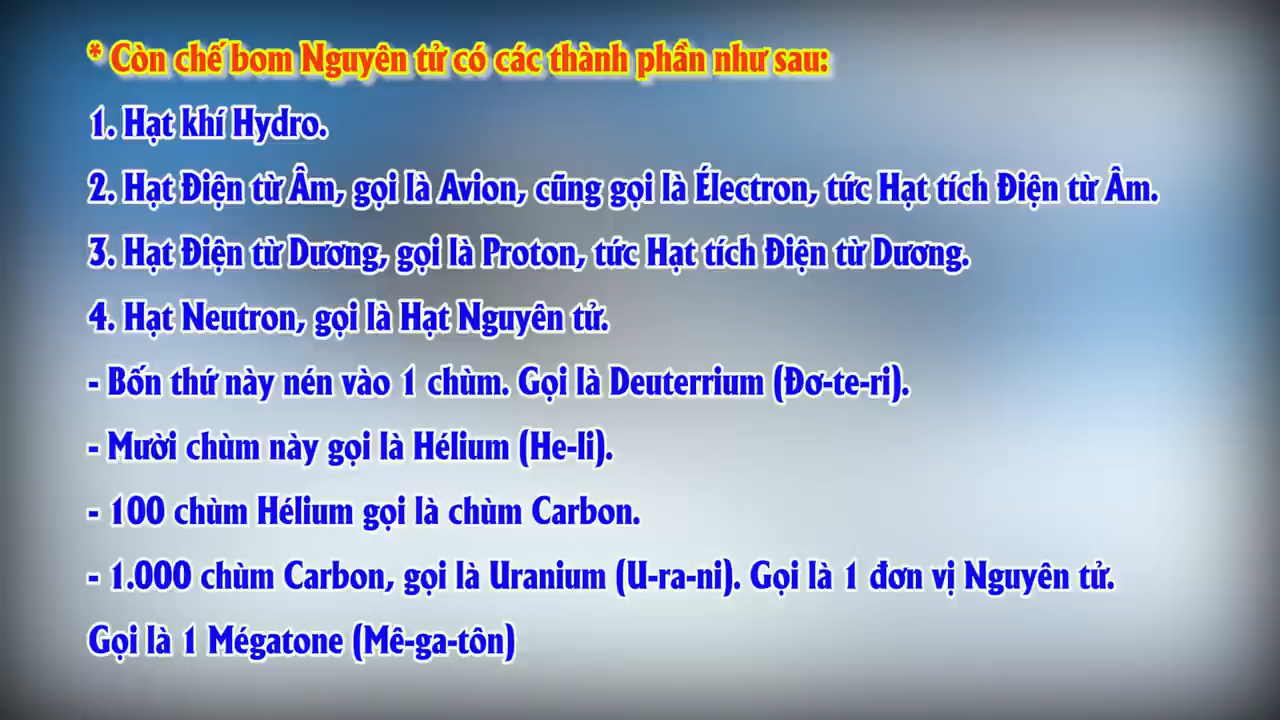 * Còn chế bom Nguyên tử có các thành phần như sau:
1. Hạt khí Hydro.
2. Hạt Điện từ Âm, gọi là Avion, cũng gọi là Électron, tức Hạt tích Điện từ Âm.
3. Hạt Điện từ Dương, gọi là Proton, tức Hạt tích Điện từ Dương.
4. Hạt Neutron, gọi là Hạt Nguyên tử.
- Bốn thứ này nén vào 1 chùm. Gọi là Deuterrium (Đơ-te-ri).
- Mười chùm này gọi là Hélium (He-li).
- 100 chùm Hélium gọi là chùm Carbon.
- 1.000 chùm Carbon, gọi là Uranium (U-ra-ni). Gọi là 1 đơn vị Nguyên tử.
Gọi là 1 Mégatone (Mê-ga-tôn)